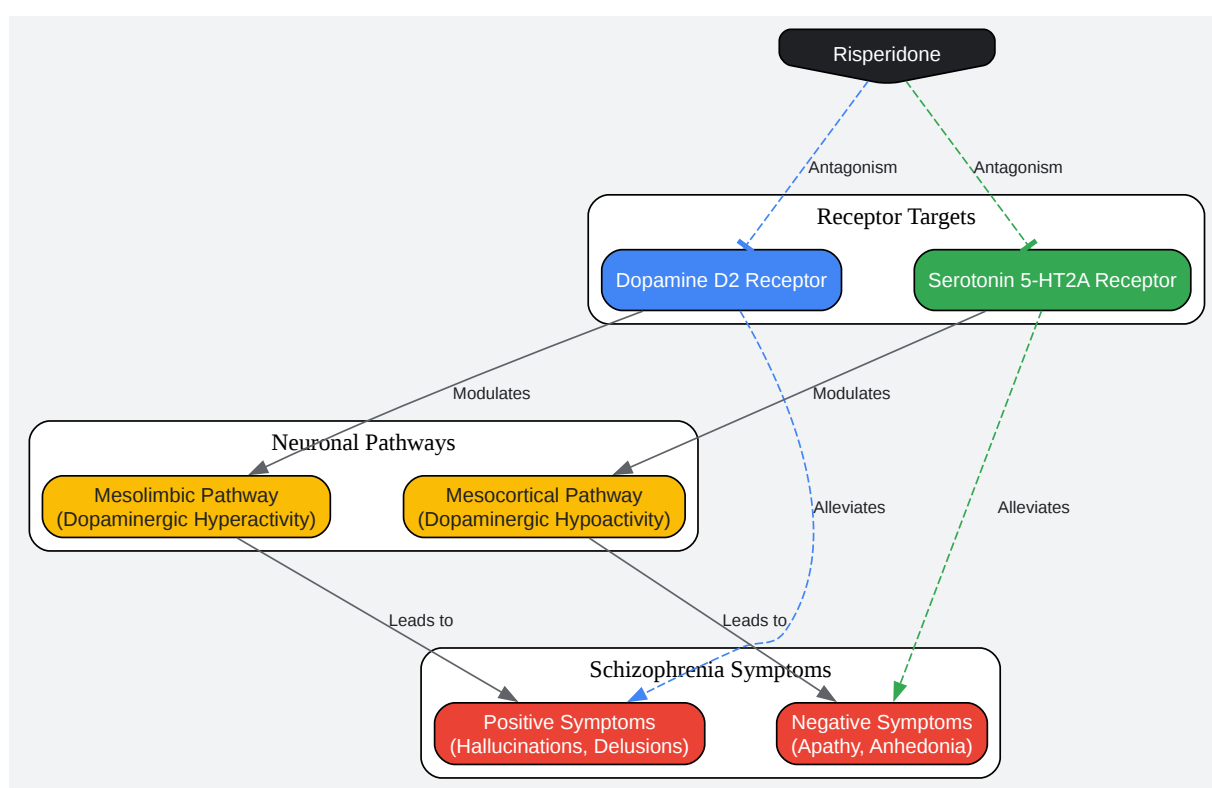 Risperidone
Antagonism
Antagonism
Receptor Targets
Dopamine D2 Receptor
Serotonin 5-HT2A Receptor
Modulates
Modulates
Neuronal Pathways
Mesolimbic Pathway
(Dopaminergic Hyperactivity)
Mesocortical Pathway
(Dopaminergic Hypoactivity)
Alleviates
Alleviates
Leads to
Leads to
Schizophrenia Symptoms
Positive Symptoms
(Hallucinations, Delusions)
Negative Symptoms
(Apathy, Anhedonia)